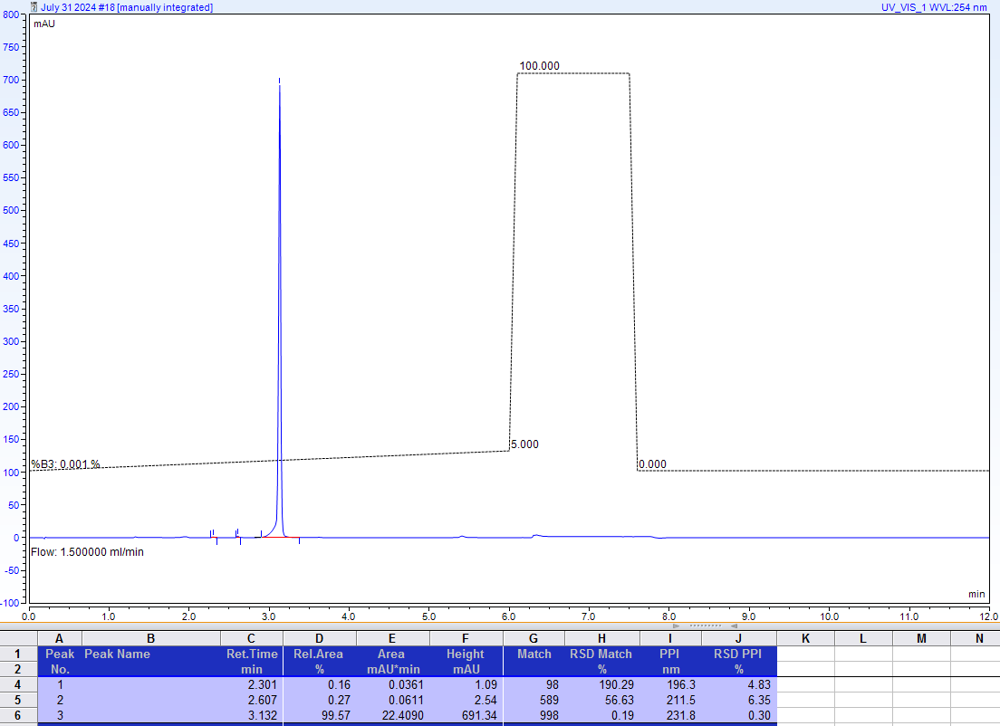 July 31 2024 #18 [manually integrated] UV_VIS_1 WVL:254 nm
800
mAU
750
100.000
700
650
600
550
500
450
400
350
300
250
200
150
5.000
%B3: 0.001 %
0.000
100
50
0
Flow: 1.500000 ml/min
-50
min
-100
0.0 1.0 2.0 3.0 4.0 5.0 6.0 7.0 8.0 9.0 10.0 11.0 12.0
A B C D E F G H I J K L M N
1 Peak Peak Name Ret.Time Rel.Area Area Height Match RSD Match PPI RSD PPI
2 No. min % mAU*min mAU % nm %
4 1 2.301 0.16 0.0361 1.09 98 190.29 196.3 4.83
5 2 2.607 0.27 0.0611 2.54 589 56.63 211.5 6.35
6 3 3.132 99.57 22.4090 691.34 998 0.19 231.8 0.30